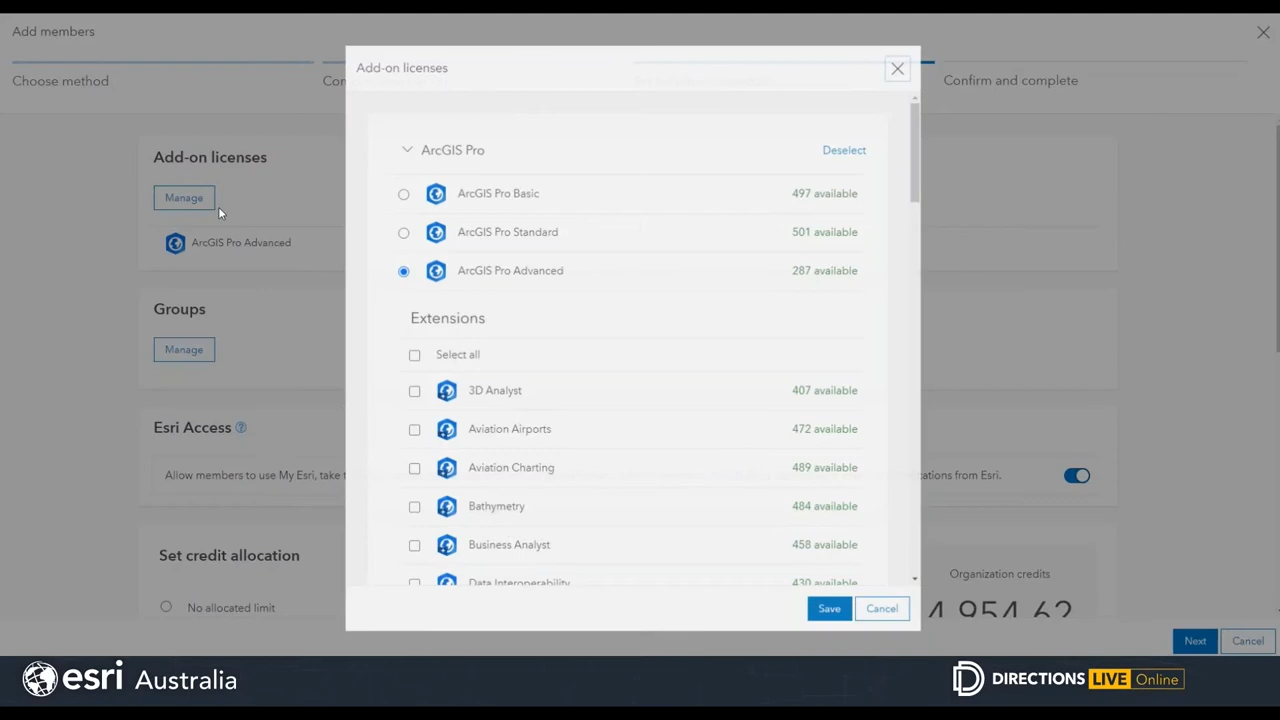 Add members
Choose method
Confirm and complete
Add-on licenses
Manage
ArcGIS Pro Advanced
Groups
Manage
Esri Access
Allow members to use My Esri, take
Set credit allocation
No allocated limit
Add-on licenses
ArcGIS Pro
Deselect
ArcGIS Pro Basic 497 available
ArcGIS Pro Standard 501 available
ArcGIS Pro Advanced 287 available
Extensions
Select all
3D Analyst 407 available
Aviation Airports 472 available
Aviation Charting 489 available
Bathymetry 484 available
Business Analyst 458 available
Data Interoperability 430 available
Save Cancel
from Esri.
Organization credits
4,954.62
Next Cancel
esri Australia
DIRECTIONS LIVE Online